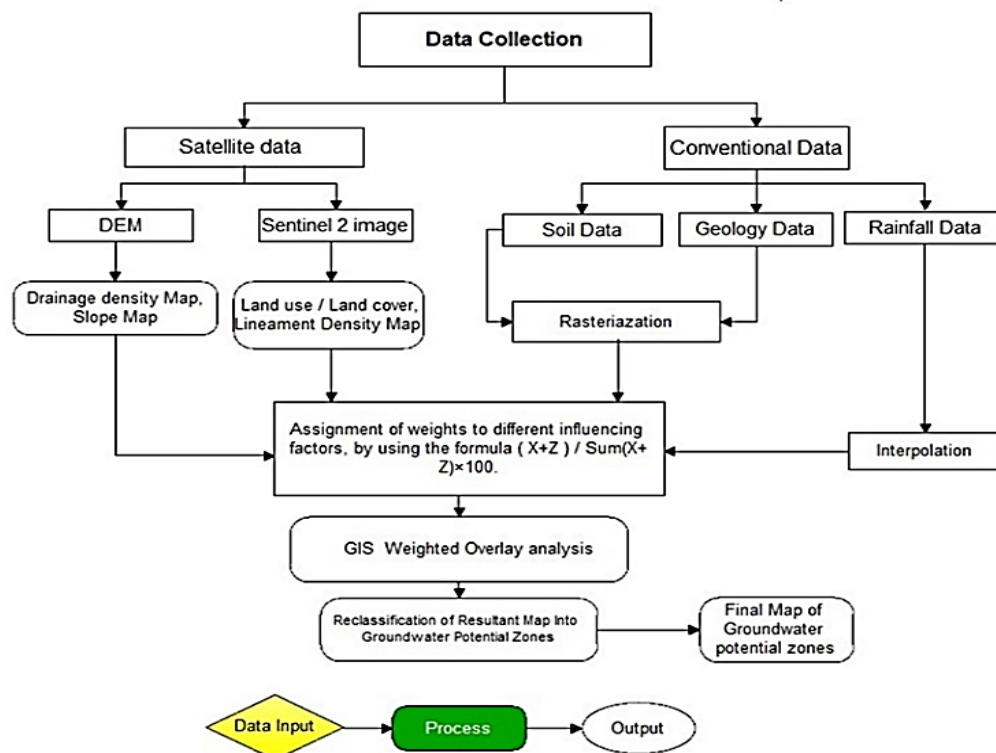 Data Collection
Satellite data
Conventional Data
DEM
Sentinel 2 image
Soil Data
Geology Data
Rainfall Data
Drainage density Map,
Slope Map
Land use / Land cover,
Lineament Density Map
Rasteriazation
Assignment of weights to different influencing
factors, by using the formula ( X+Z ) / Sum(X+
Z)×100.
Interpolation
GIS Weighted Overlay analysis
Reclassification of Resultant Map Into
Groundwater Potential Zones
Final Map of
Groundwater
potential zones
Data Input
Process
Output